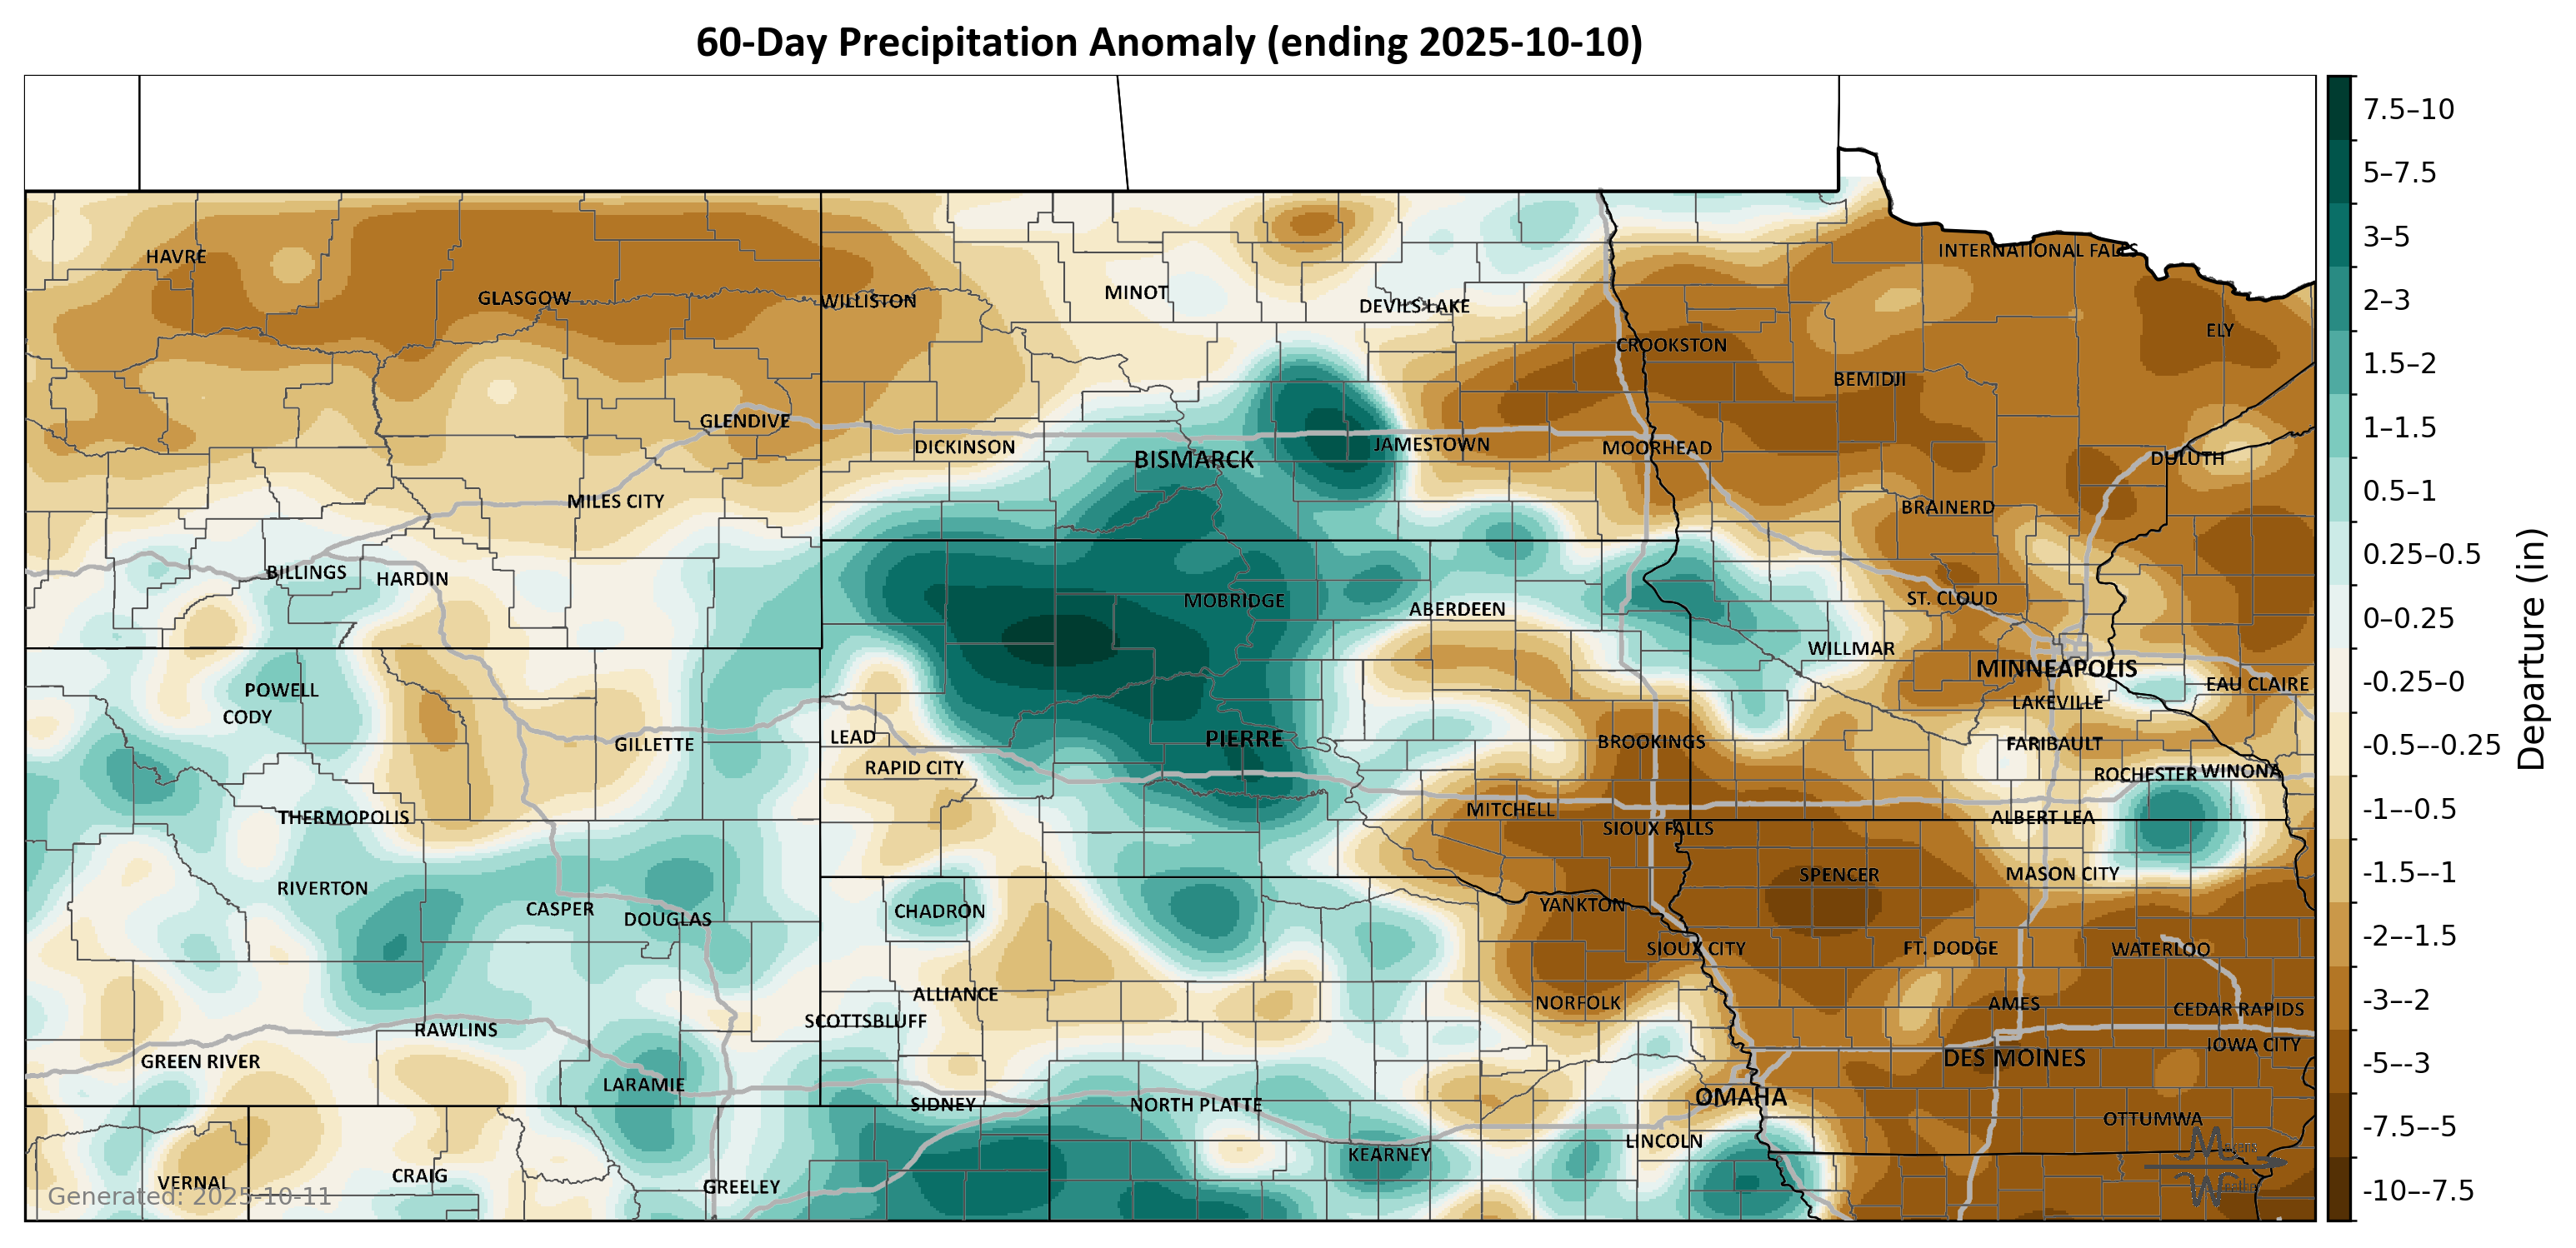 60-Day Precipitation Anomaly (ending 2025-10-10)
7.5–10
5–7.5
3–5
2–3
1.5–2
1–1.5
0.5–1
0.25–0.5
0–0.25
-0.25–0
-0.5–-0.25
-1–-0.5
-1.5–-1
-2–-1.5
-3–-2
-5–-3
-7.5–-5
-10–-7.5
Departure (in)
HAVRE
INTERNATIONAL FALLS
GLASGOW
WILLISTON
MINOT
DEVILS LAKE
ELY
CROOKSTON
BEMIDJI
GLENDIVE
DICKINSON
BISMARCK
JAMESTOWN
MOORHEAD
DULUTH
MILES CITY
BRAINERD
BILLINGS
HARDIN
MOBRIDGE
ABERDEEN
ST. CLOUD
WILLMAR
MINNEAPOLIS
POWELL
EAU CLAIRE
CODY
LAKEVILLE
GILLETTE
LEAD
PIERRE
BROOKINGS
FARIBAULT
RAPID CITY
ROCHESTER
WINONA
THERMOPOLIS
MITCHELL
SIOUX FALLS
ALBERT LEA
RIVERTON
SPENCER
MASON CITY
CASPER
DOUGLAS
CHADRON
YANKTON
SIOUX CITY
FT. DODGE
WATERLOO
ALLIANCE
NORFOLK
AMES
CEDAR RAPIDS
SCOTTSBLUFF
RAWLINS
GREEN RIVER
IOWA CITY
DES MOINES
LARAMIE
SIDNEY
NORTH PLATTE
OMAHA
OTTUMWA
LINCOLN
KEARNEY
VERNAL
CRAIG
GREELEY
Generated: 2025-10-11